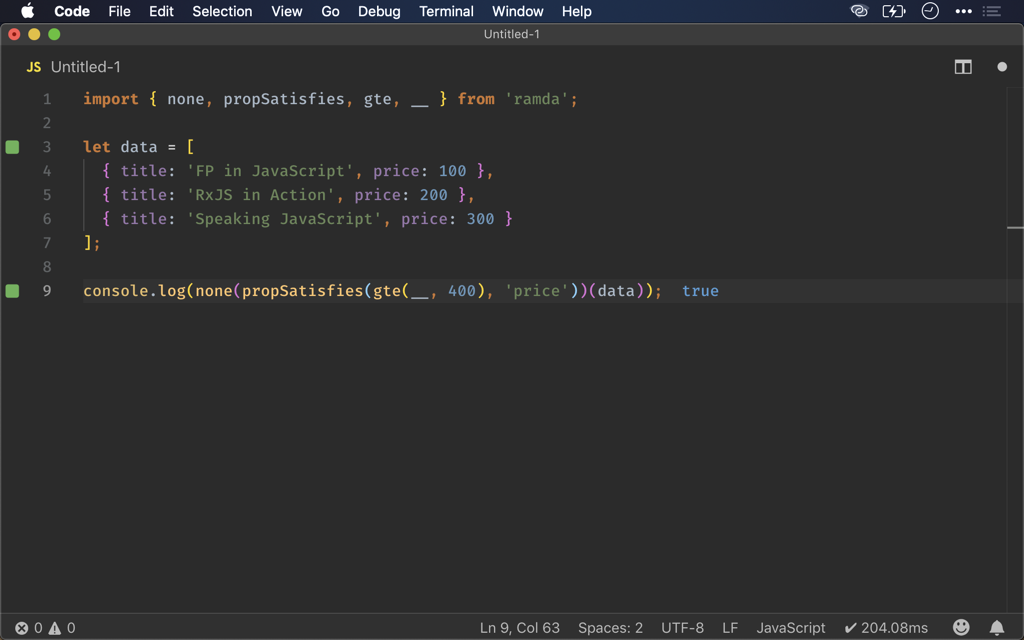 Code File Edit Selection View Go Debug Terminal Window Help
Untitled-1
JS Untitled-1
1 import { none, propSatisfies, gte, __ } from 'ramda';
2
3 let data = [
4 { title: 'FP in JavaScript', price: 100 },
5 { title: 'RxJS in Action', price: 200 },
6 { title: 'Speaking JavaScript', price: 300 }
7 ];
8
9 console.log(none(propSatisfies(gte(__, 400), 'price'))(data)); true
0 0 Ln 9, Col 63 Spaces: 2 UTF-8 LF JavaScript ✔ 204.08ms